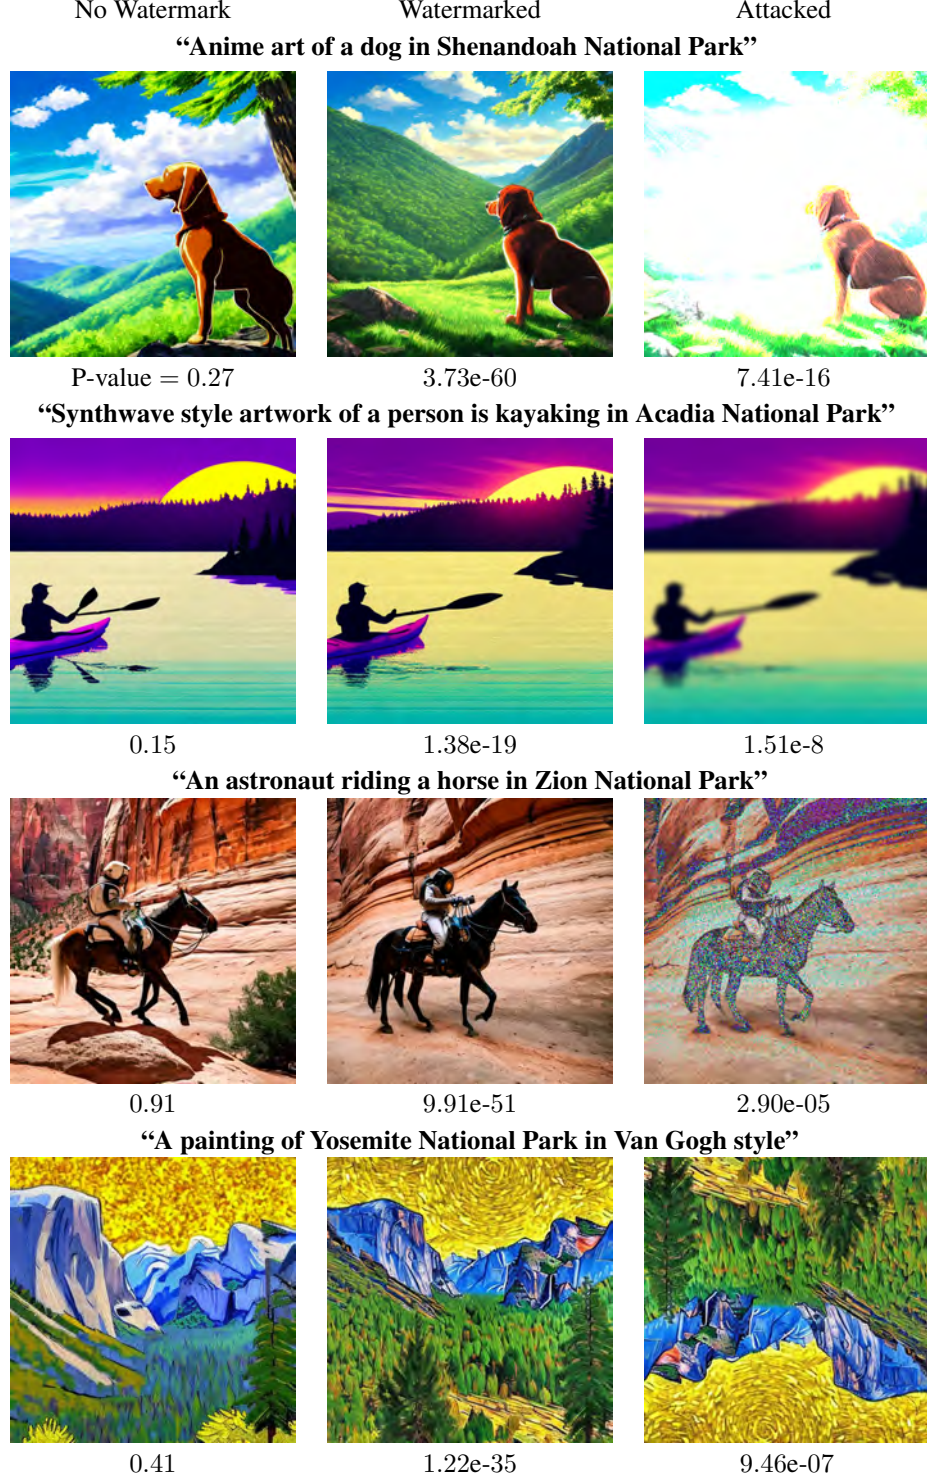 No Watermark Watermarked Attacked
“Anime art of a dog in Shenandoah National Park”
P-value = 0.27 3.73e-60 7.41e-16
“Synthwave style artwork of a person is kayaking in Acadia National Park”
0.15 1.38e-19 1.51e-8
“An astronaut riding a horse in Zion National Park”
0.91 9.91e-51 2.90e-05
“A painting of Yosemite National Park in Van Gogh style”
0.41 1.22e-35 9.46e-07